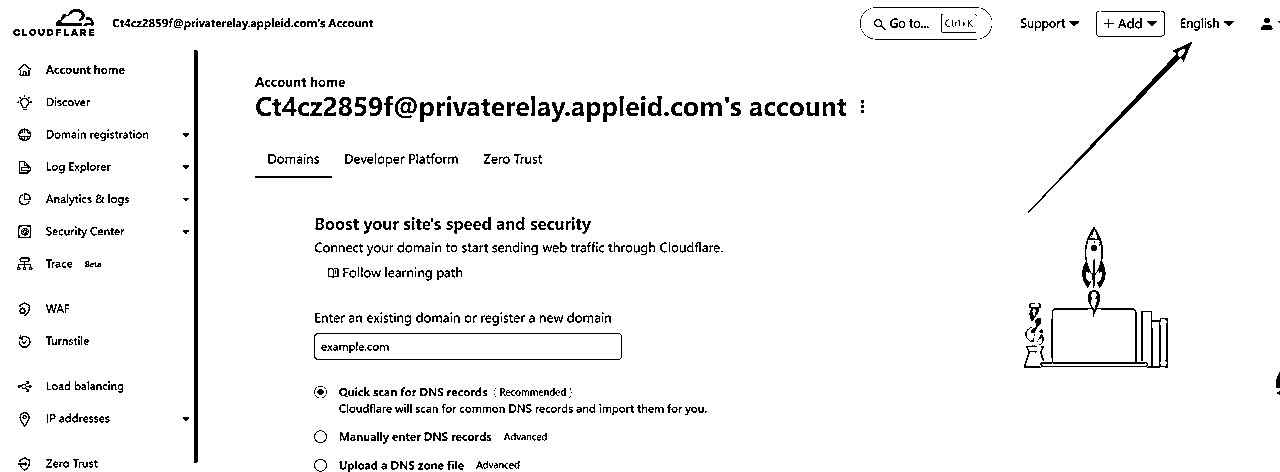 CLOUDFLARE
Ct4cz2859f@privaterelay.appleid.com's Account
Go to... Ctrl+K
Support
+ Add
English
Account home
Discover
Domain registration
Log Explorer
Analytics & logs
Security Center
Trace Beta
WAF
Turnstile
Load balancing
IP addresses
Zero Trust
Account home
Ct4cz2859f@privaterelay.appleid.com's account
Domains Developer Platform Zero Trust
Boost your site's speed and security
Connect your domain to start sending web traffic through Cloudflare.
Follow learning path
Enter an existing domain or register a new domain
example.com
Quick scan for DNS records ( Recommended )
Cloudflare will scan for common DNS records and import them for you.
Manually enter DNS records Advanced
Upload a DNS zone file Advanced